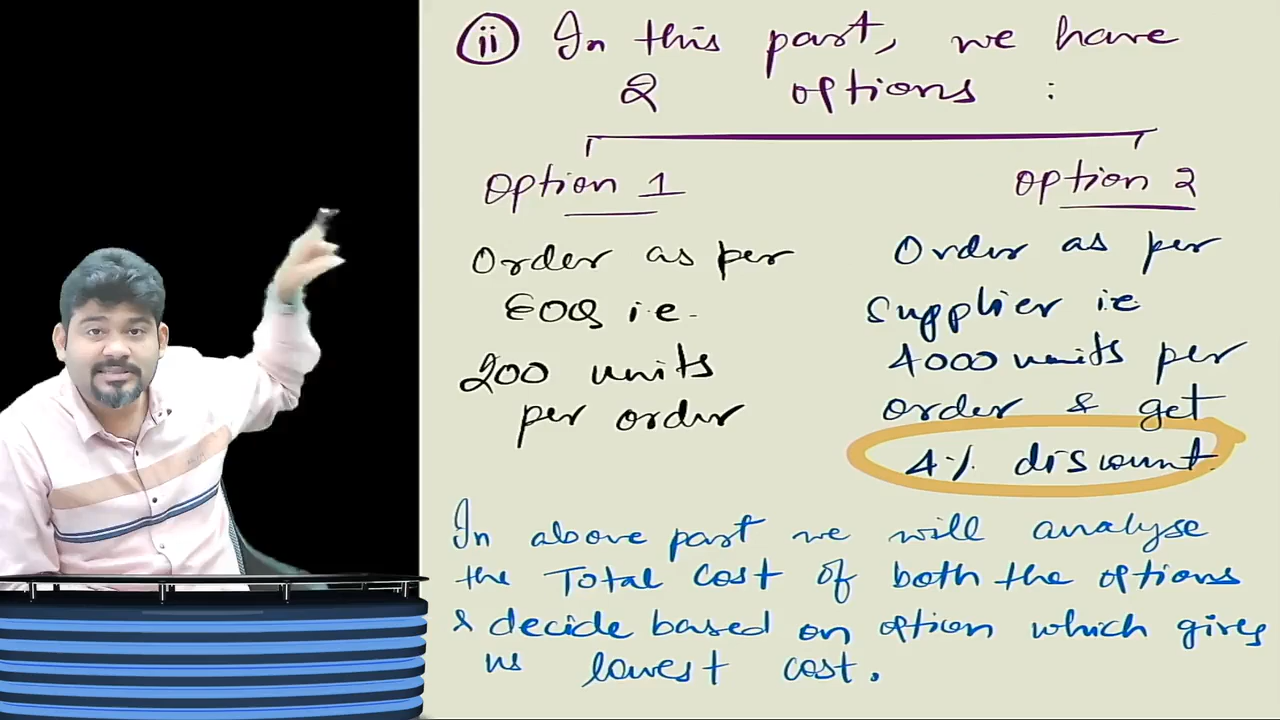 ii In this part, we have
2 options :
Option 1
Order as per
EOQ i.e.
200 units
per order
Option 2
Order as per
Supplier i.e
4000 units per
order & get
4% discount.
In above part we will analyse
the Total cost of both the options
& decide based on option which gives
us lowest cost.